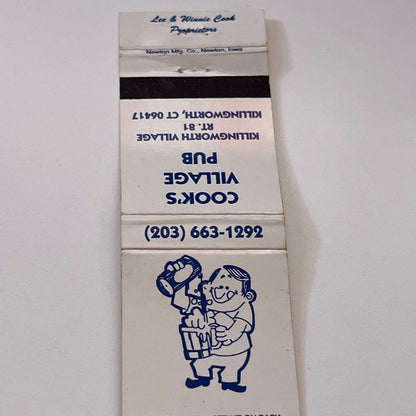 Lee & Winnie Cook
Proprietors
Newton Mfg. Co., Newton, Iowa
COOK'S
VILLAGE
PUB
KILLINGWORTH VILLAGE
RT. 81
KILLINGWORTH, CT 06417
(203) 663-1292